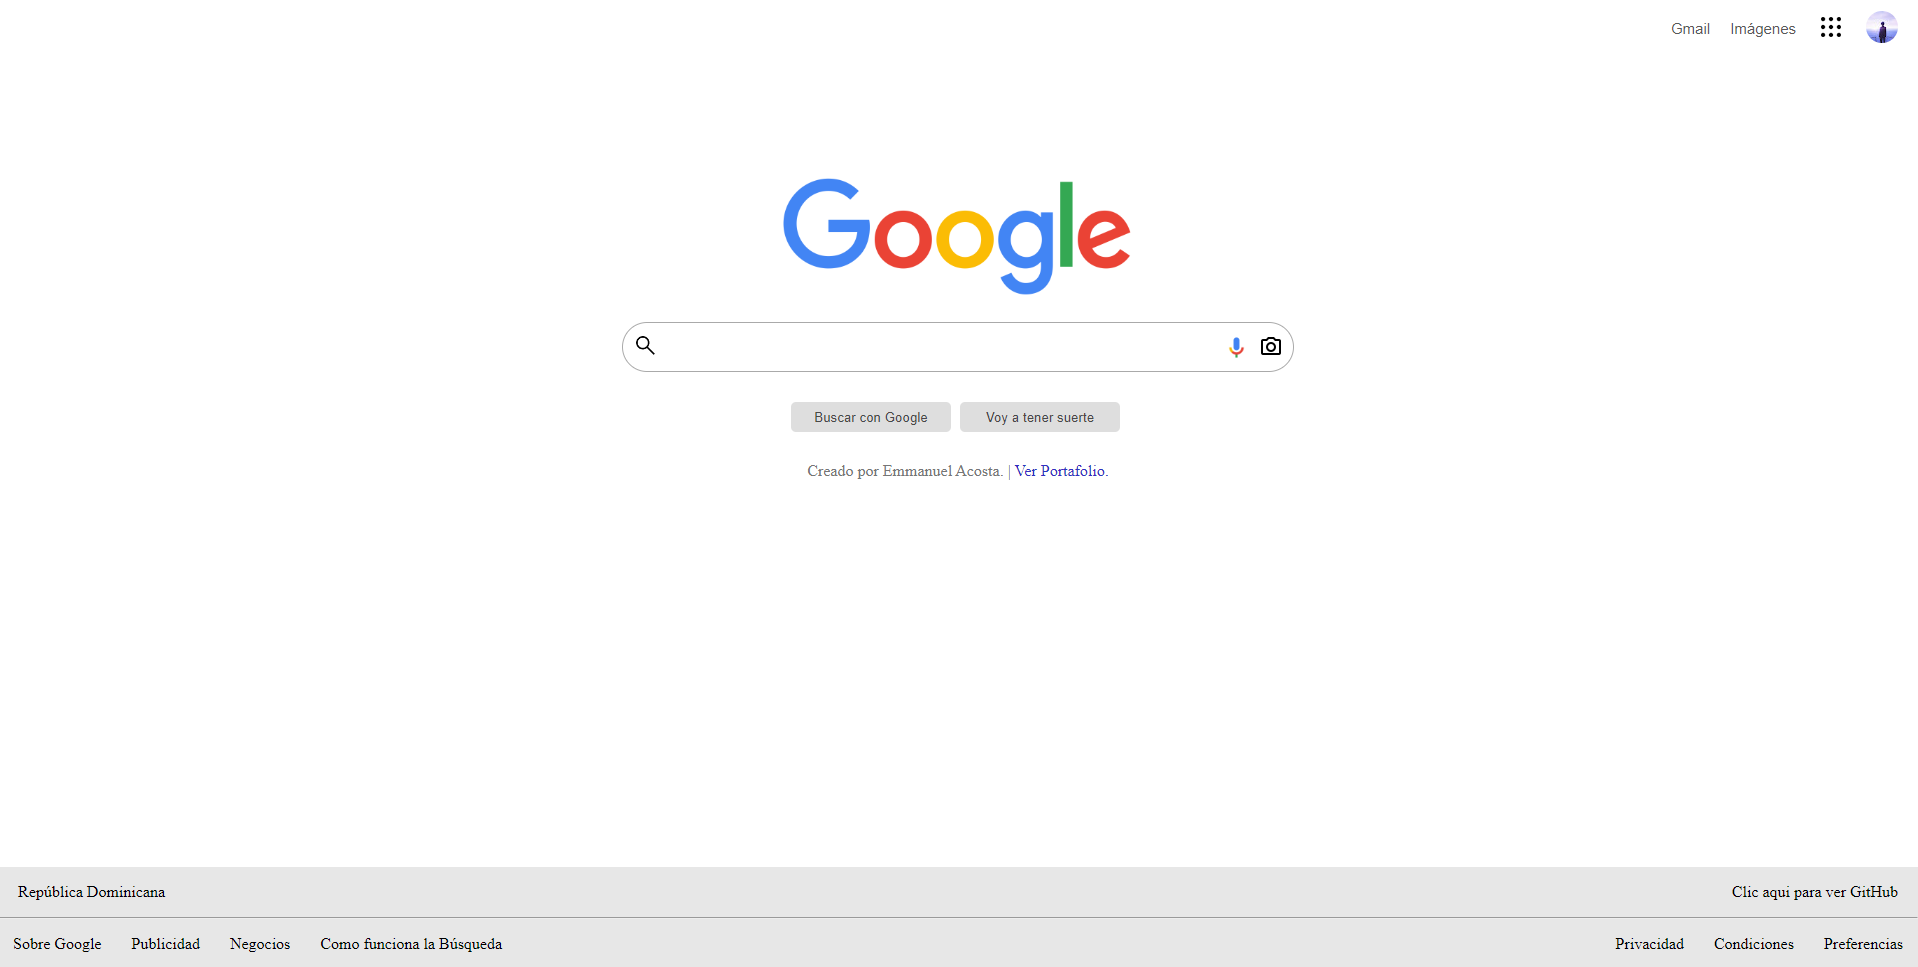 Gmail Imágenes
Google
Buscar con Google Voy a tener suerte
Creado por Emmanuel Acosta. | Ver Portafolio.
República Dominicana Clic aqui para ver GitHub
Sobre Google Publicidad Negocios Como funciona la Búsqueda Privacidad Condiciones Preferencias